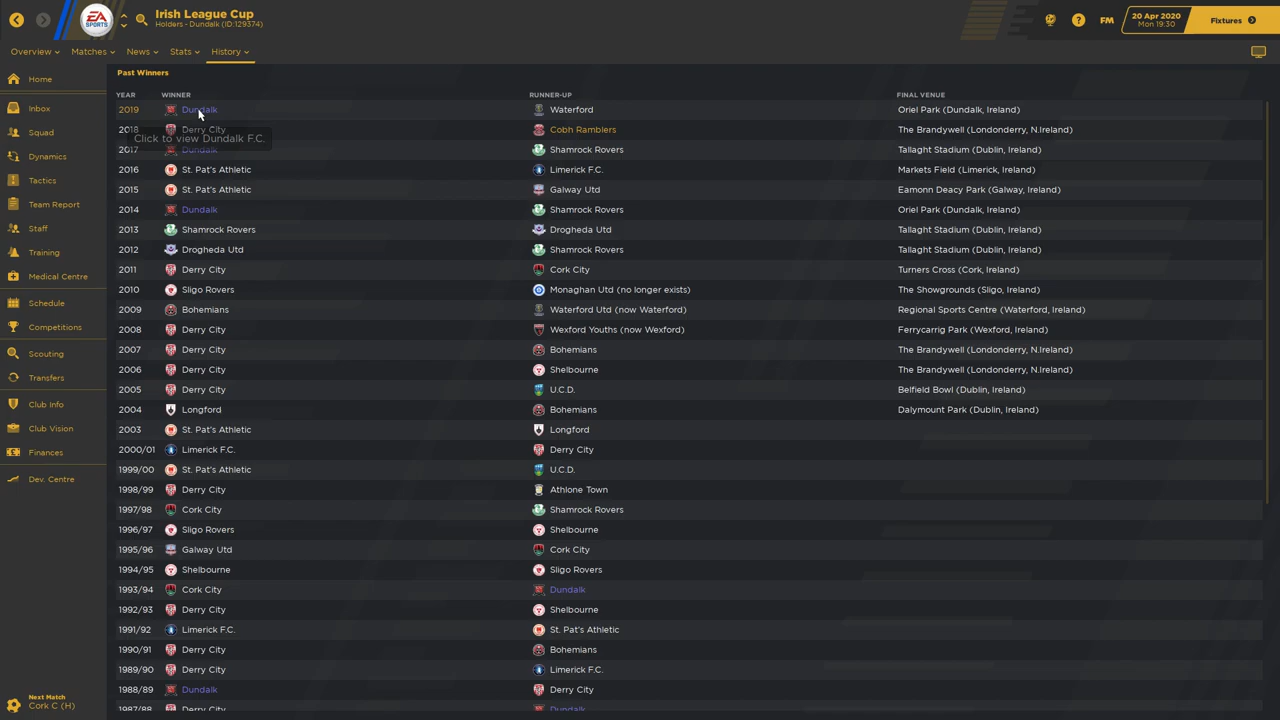 Irish League Cup
EA SPORTS
Holders - Dundalk (ID:129374)
FM
20 Apr 2020
Mon 19:30
Fixtures
Overview Matches News Stats History
Home
Inbox
Squad
Dynamics
Tactics
Team Report
Staff
Training
Medical Centre
Schedule
Competitions
Scouting
Transfers
Club Info
Club Vision
Finances
Dev. Centre
Next Match
Cork C (H)
Past Winners
YEAR WINNER RUNNER-UP FINAL VENUE
2019 Dundalk Waterford Oriel Park (Dundalk, Ireland)
2018 Derry City Cobh Ramblers The Brandywell (Londonderry, N.Ireland)
Click to view Dundalk F.C.
2017 Dundalk Shamrock Rovers Tallaght Stadium (Dublin, Ireland)
2016 St. Pat's Athletic Limerick F.C. Markets Field (Limerick, Ireland)
2015 St. Pat's Athletic Galway Utd Eamonn Deacy Park (Galway, Ireland)
2014 Dundalk Shamrock Rovers Oriel Park (Dundalk, Ireland)
2013 Shamrock Rovers Drogheda Utd Tallaght Stadium (Dublin, Ireland)
2012 Drogheda Utd Shamrock Rovers Tallaght Stadium (Dublin, Ireland)
2011 Derry City Cork City Turners Cross (Cork, Ireland)
2010 Sligo Rovers Monaghan Utd (no longer exists) The Showgrounds (Sligo, Ireland)
2009 Bohemians Waterford Utd (now Waterford) Regional Sports Centre (Waterford, Ireland)
2008 Derry City Wexford Youths (now Wexford) Ferrycarrig Park (Wexford, Ireland)
2007 Derry City Bohemians The Brandywell (Londonderry, N.Ireland)
2006 Derry City Shelbourne The Brandywell (Londonderry, N.Ireland)
2005 Derry City U.C.D. Belfield Bowl (Dublin, Ireland)
2004 Longford Bohemians Dalymount Park (Dublin, Ireland)
2003 St. Pat's Athletic Longford
2000/01 Limerick F.C. Derry City
1999/00 St. Pat's Athletic U.C.D.
1998/99 Derry City Athlone Town
1997/98 Cork City Shamrock Rovers
1996/97 Sligo Rovers Shelbourne
1995/96 Galway Utd Cork City
1994/95 Shelbourne Sligo Rovers
1993/94 Cork City Dundalk
1992/93 Derry City Shelbourne
1991/92 Limerick F.C. St. Pat's Athletic
1990/91 Derry City Bohemians
1989/90 Derry City Limerick F.C.
1988/89 Dundalk Derry City
1987/88 Derry City Dundalk